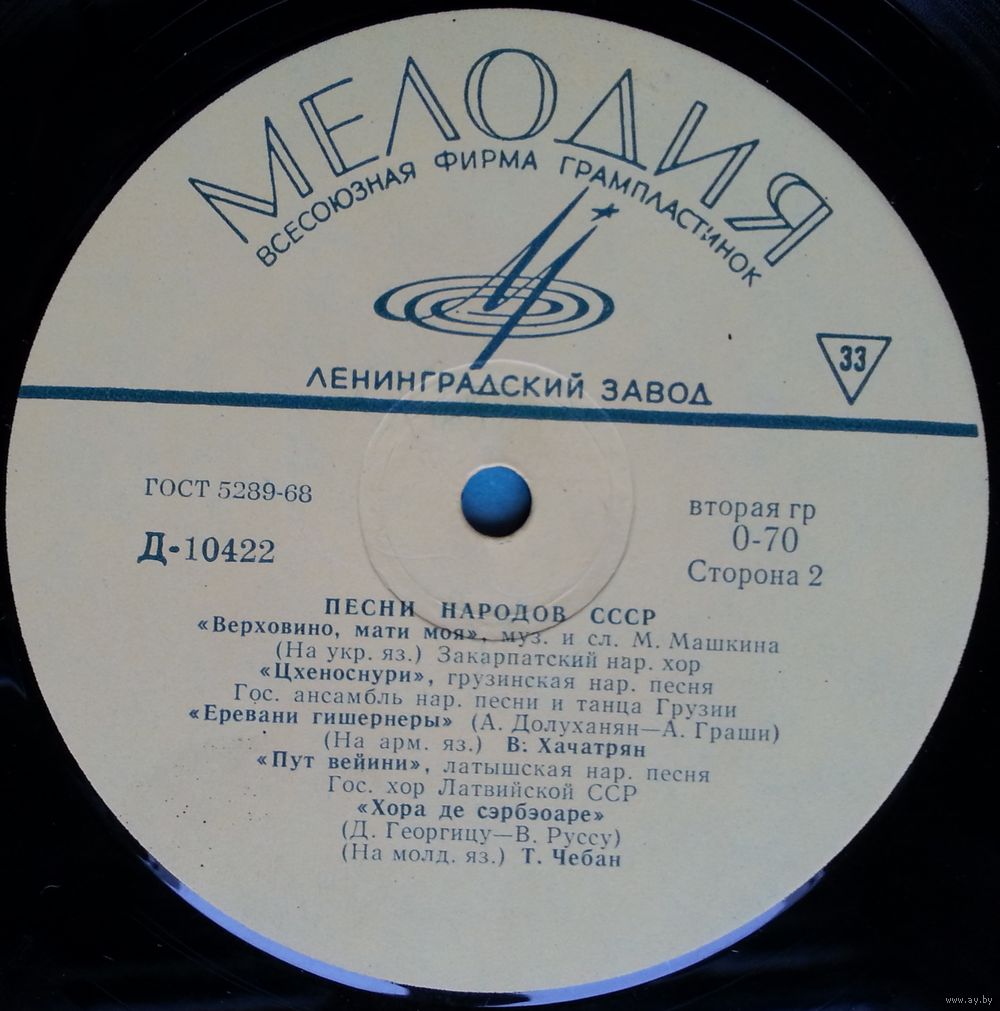 МЕЛОДИЯ
ВСЕСОЮЗНАЯ ФИРМА ГРАМПЛАСТИНОК
33
ЛЕНИНГРАДСКИЙ ЗАВОД
ГОСТ 5289-68
Д-10422
вторая гр
0-70
Сторона 2
ПЕСНИ НАРОДОВ СССР
«Верховино, мати моя», муз. и сл. М. Машкина
(На укр. яз.) Закарпатский нар. хор
«Цхеноснури», грузинская нар. песня
Гос. ансамбль нар. песни и танца Грузии
«Еревани гишернеры» (А. Долуханян—А. Граши)
(На арм. яз.) В: Хачатрян
«Пут вейини», латышская нар. песня
Гос. хор Латвийской ССР
«Хора де сэрбэоаре»
(Д. Георгицу—В. Руссу)
(На молд. яз.) Т. Чебан
www.ay.by